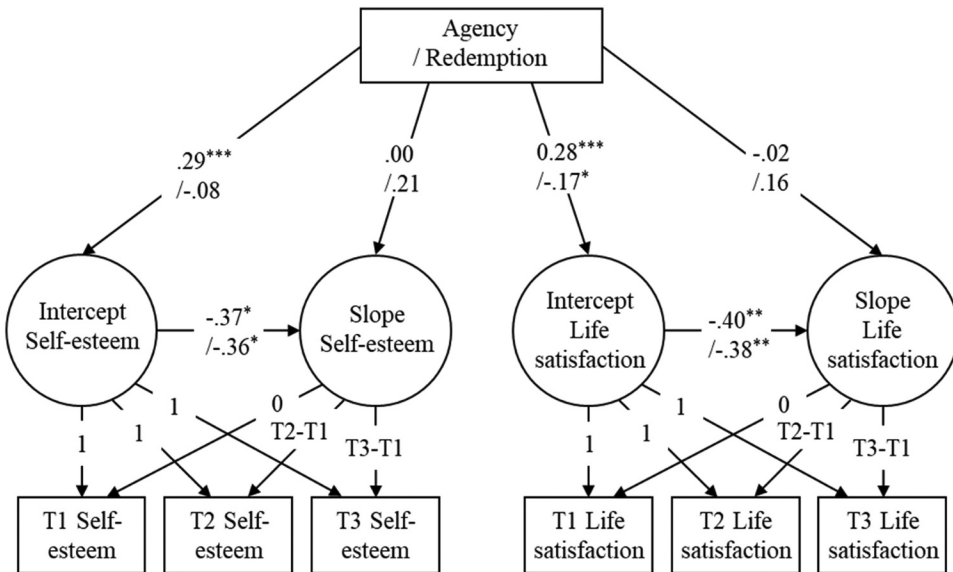 Agency
/ Redemption
.29***
/-.08
.00
/.21
0.28***
/-.17*
-.02
/.16
Intercept
Self-esteem
-.37*
/-.36*
Slope
Self-esteem
Intercept
Life
satisfaction
-.40**
/-.38**
Slope
Life
satisfaction
1
1
1
0
T2-T1
T3-T1
1
1
1
0
T2-T1
T3-T1
T1 Self-
esteem
T2 Self-
esteem
T3 Self-
esteem
T1 Life
satisfaction
T2 Life
satisfaction
T3 Life
satisfaction